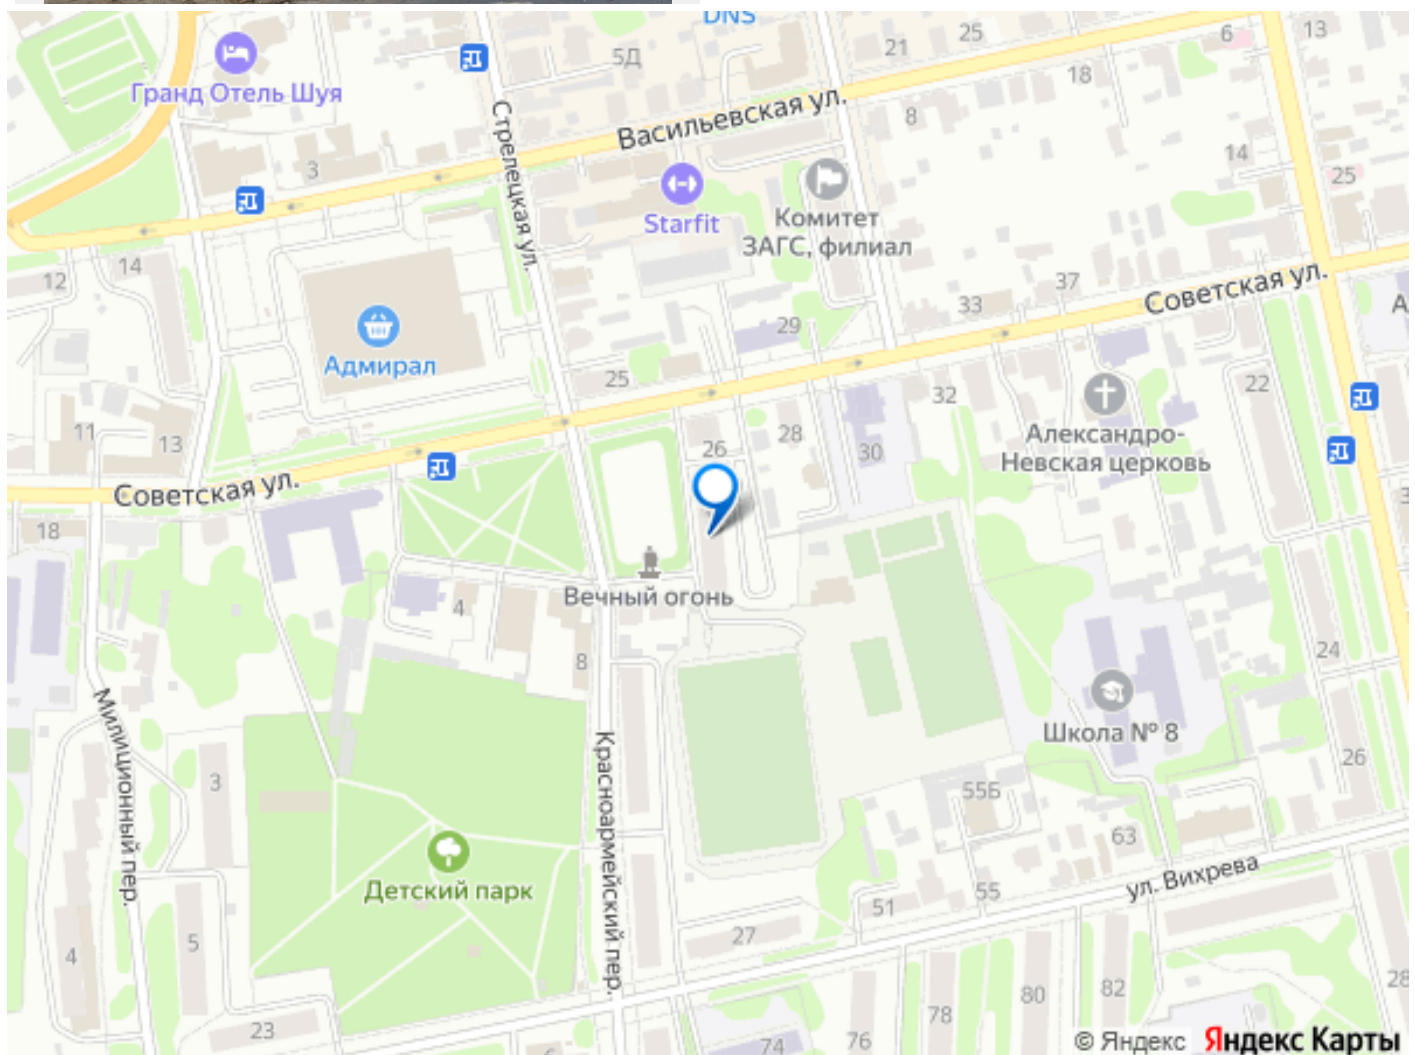 DNS
5Д
21
25
6
13
Гранд Отель Шуя
18
Стрелецкая ул.
Васильевская ул.
8
3
14
25
Starfit
Комитет
ЗАГС, филиал
12
14
37
33
Советская ул.
29
А
Адмирал
25
32
22
11
13
26
28
30
Александро-
Невская церковь
Советская ул.
18
Вечный огонь
4
8
24
Милиционный пер.
Красноармейский пер.
Школа № 8
3
26
55Б
63
Детский парк
ул. Вихрева
55
51
5
27
4
28
80
82
78
23
74
76
© Яндекс Яндекс Карты